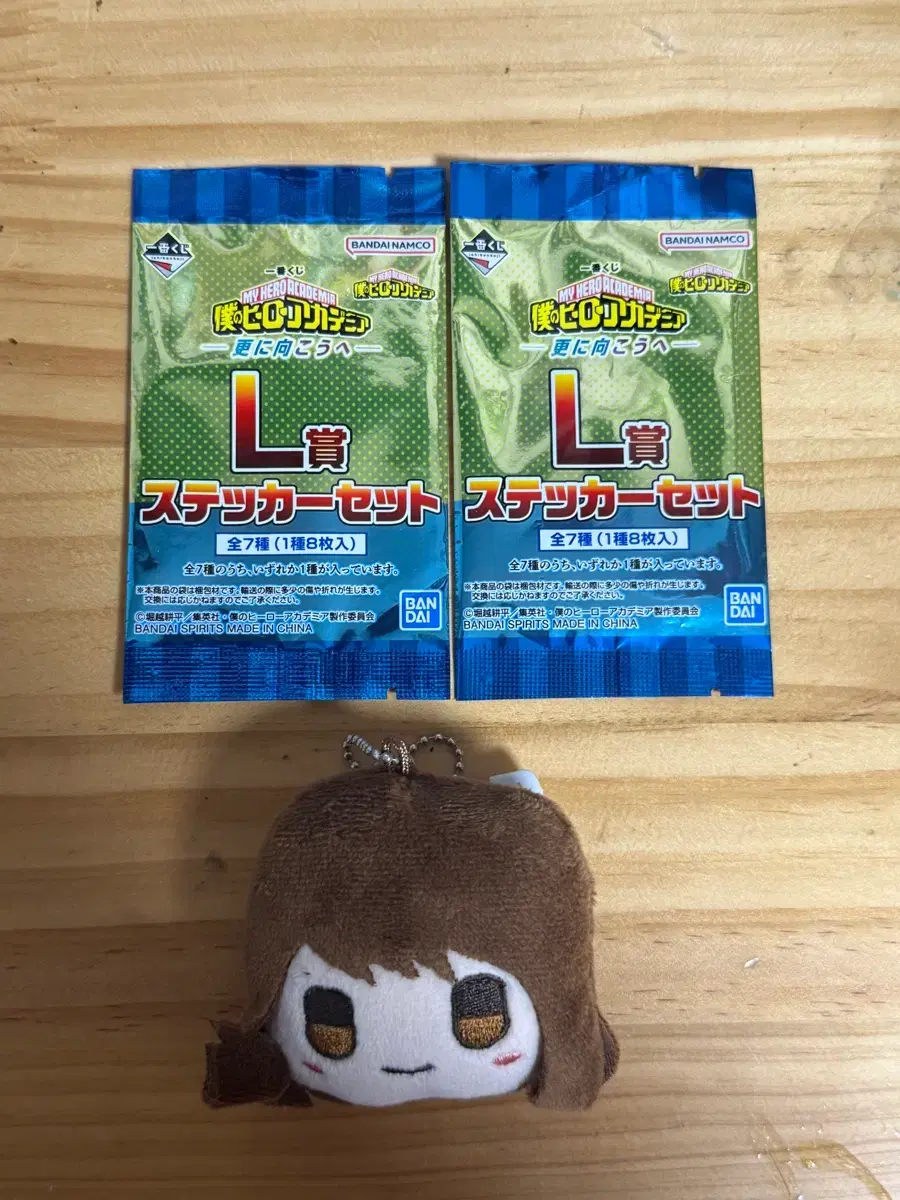 一番くじ
ichiban kuji
BANDAI NAMCO
一番くじ
MY HERO ACADEMIA
僕のヒーローアカデミア
MY HERO ACADEMIA
僕のヒーローアカデミア
更に向こうへ
L賞
ステッカーセット
全7種(1種8枚入)
全7種のうち、いずれか1種が入っています。
※本商品の袋は梱包材です。輸送の際に多少の傷や折れが生じます。
交換には応じかねますのでご了承ください。
©堀越耕平/集英社・僕のヒーローアカデミア製作委員会
BANDAI SPIRITS MADE IN CHINA
BAN
DAI
一番くじ
ichiban kuji
BANDAI NAMCO
一番くじ
MY HERO ACADEMIA
僕のヒーローアカデミア
MY HERO ACADEMIA
僕のヒーローアカデミア
更に向こうへ
L賞
ステッカーセット
全7種(1種8枚入)
全7種のうち、いずれか1種が入っています。
※本商品の袋は梱包材です。輸送の際に多少の傷や折れが生じます。
交換には応じかねますのでご了承ください。
©堀越耕平/集英社・僕のヒーローアカデミア製作委員会
BANDAI SPIRITS MADE IN CHINA
BAN
DAI